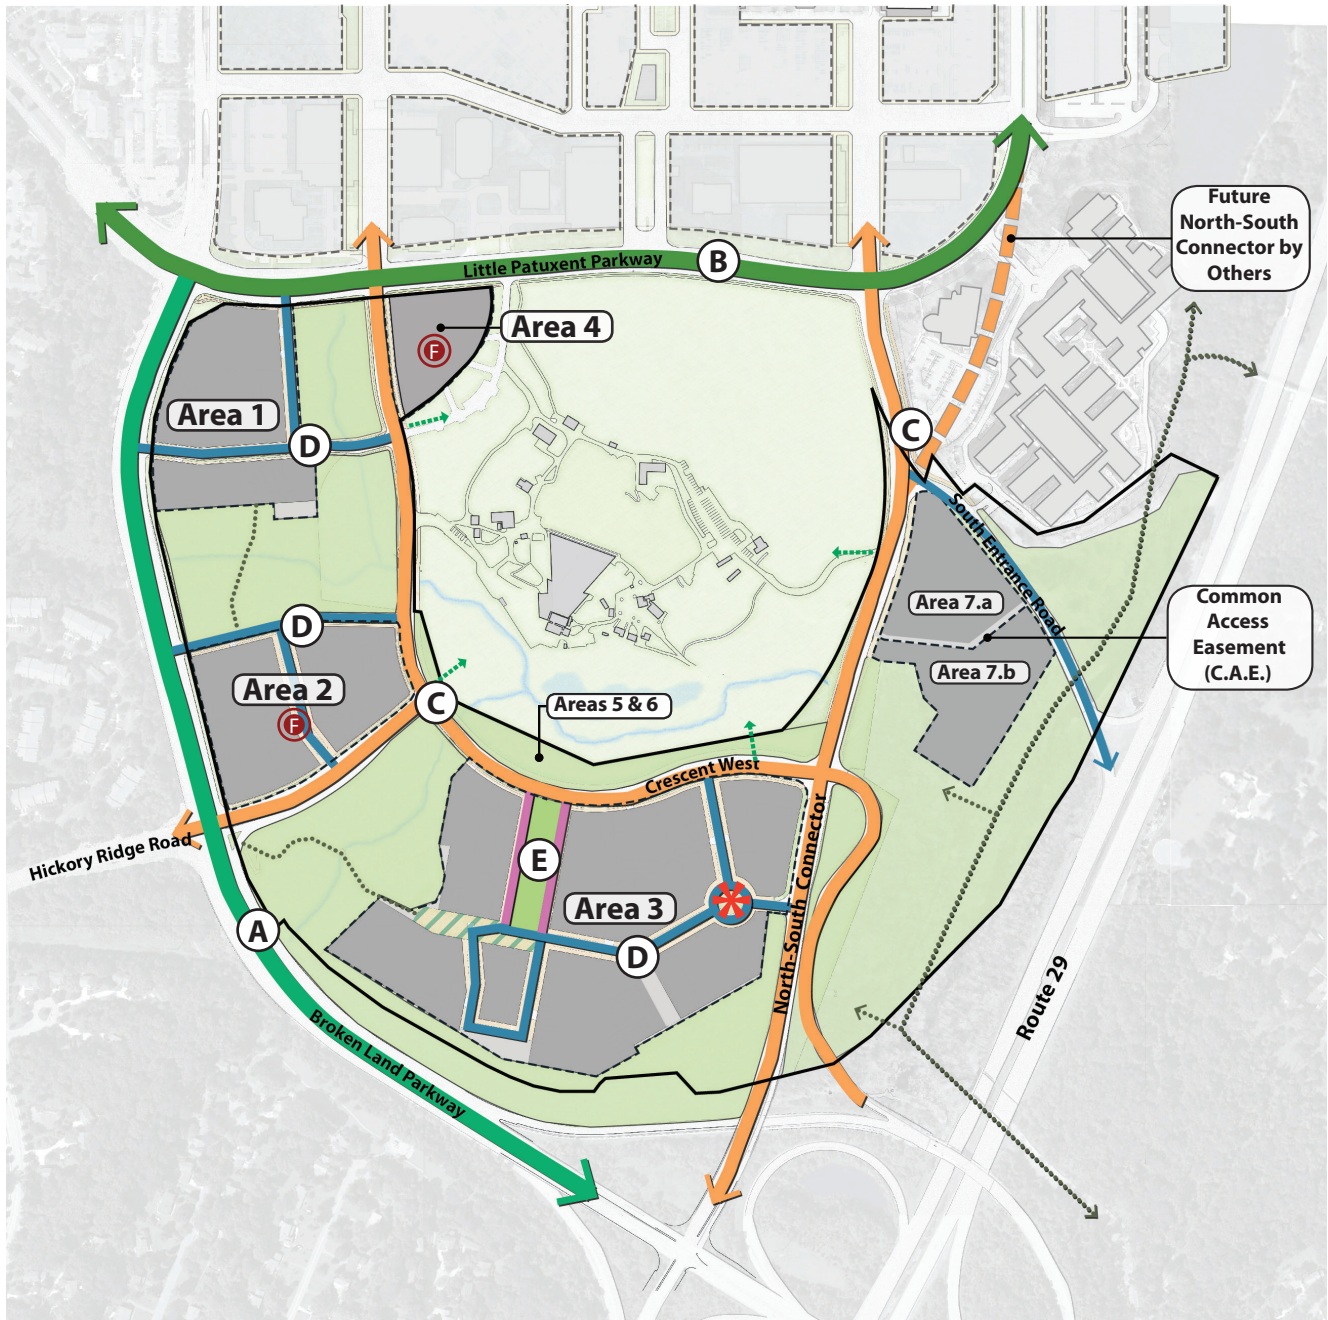 Future
North-South
Connector by
Others
Little Patuxent Parkway
B
Area 4
F
Area 1
D
C
South Entrance Road
Area 7.a
Common
Access
Easement
(C.A.E.)
D
Area 7.b
Area 2
F
C
Areas 5 & 6
Crescent West
Hickory Ridge Road
North-South Connector
E
Area 3
A
D
Route 29
Broken Land Parkway